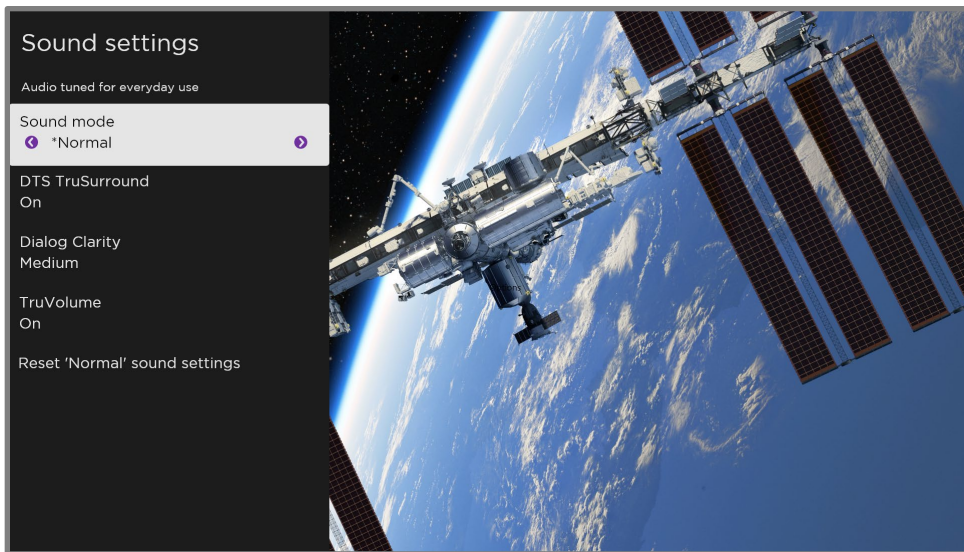 Sound settings
Audio tuned for everyday use
Sound mode
*Normal
DTS TruSurround
On
Dialog Clarity
Medium
TruVolume
On
Reset 'Normal' sound settings